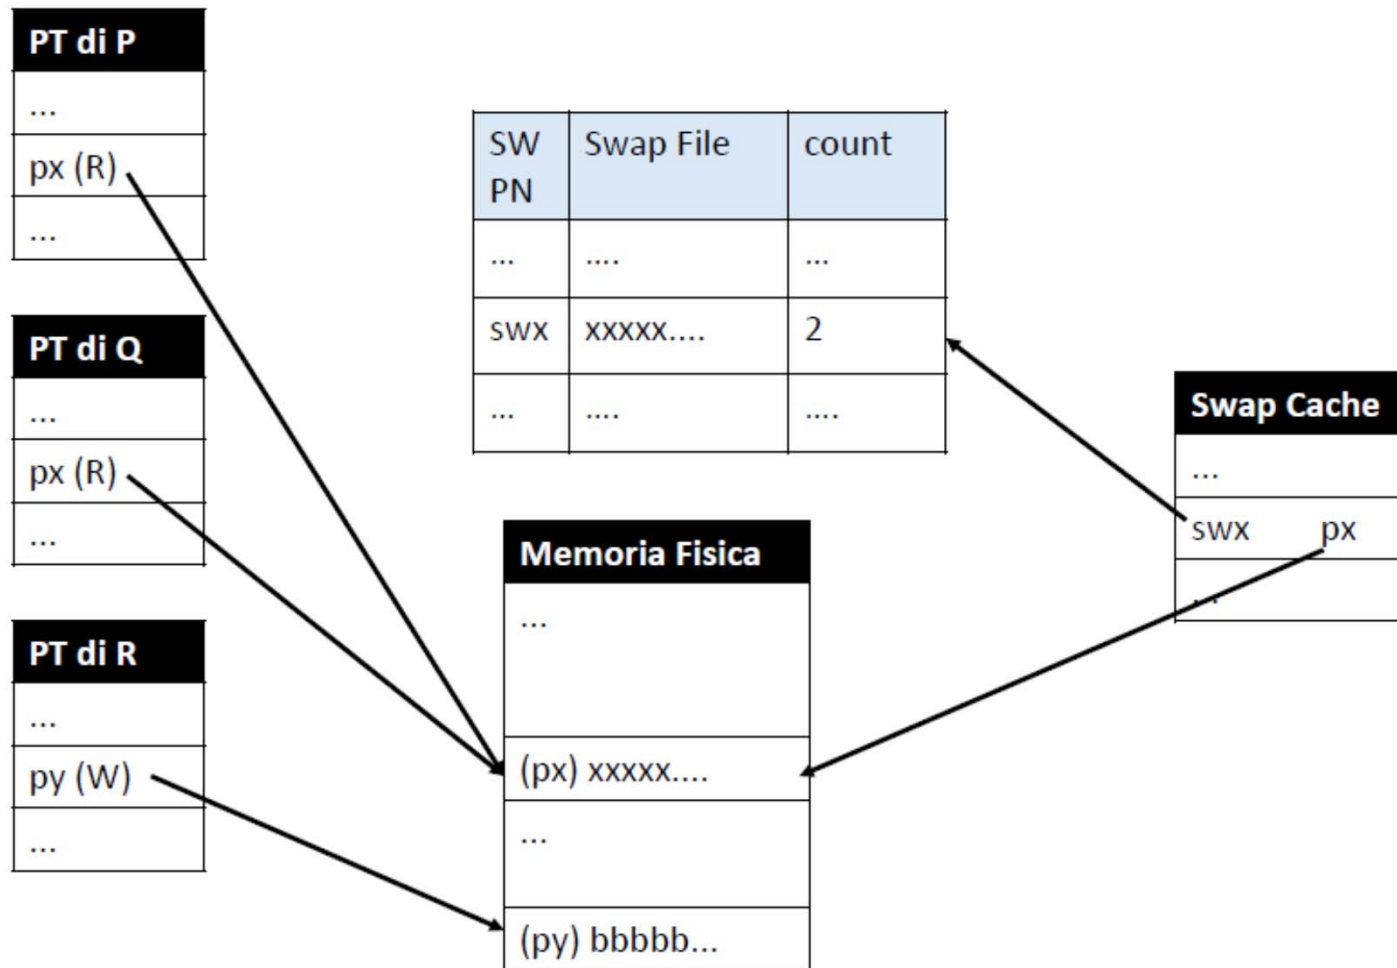 PT di P
...
px (R)
...
PT di Q
...
px (R)
...
PT di R
...
py (W)
...
SW PN Swap File count
... .... ...
swx xxxxx.... 2
... .... ....
Memoria Fisica
...
(px) xxxxx....
...
(py) bbbbb...
Swap Cache
...
swx px
...